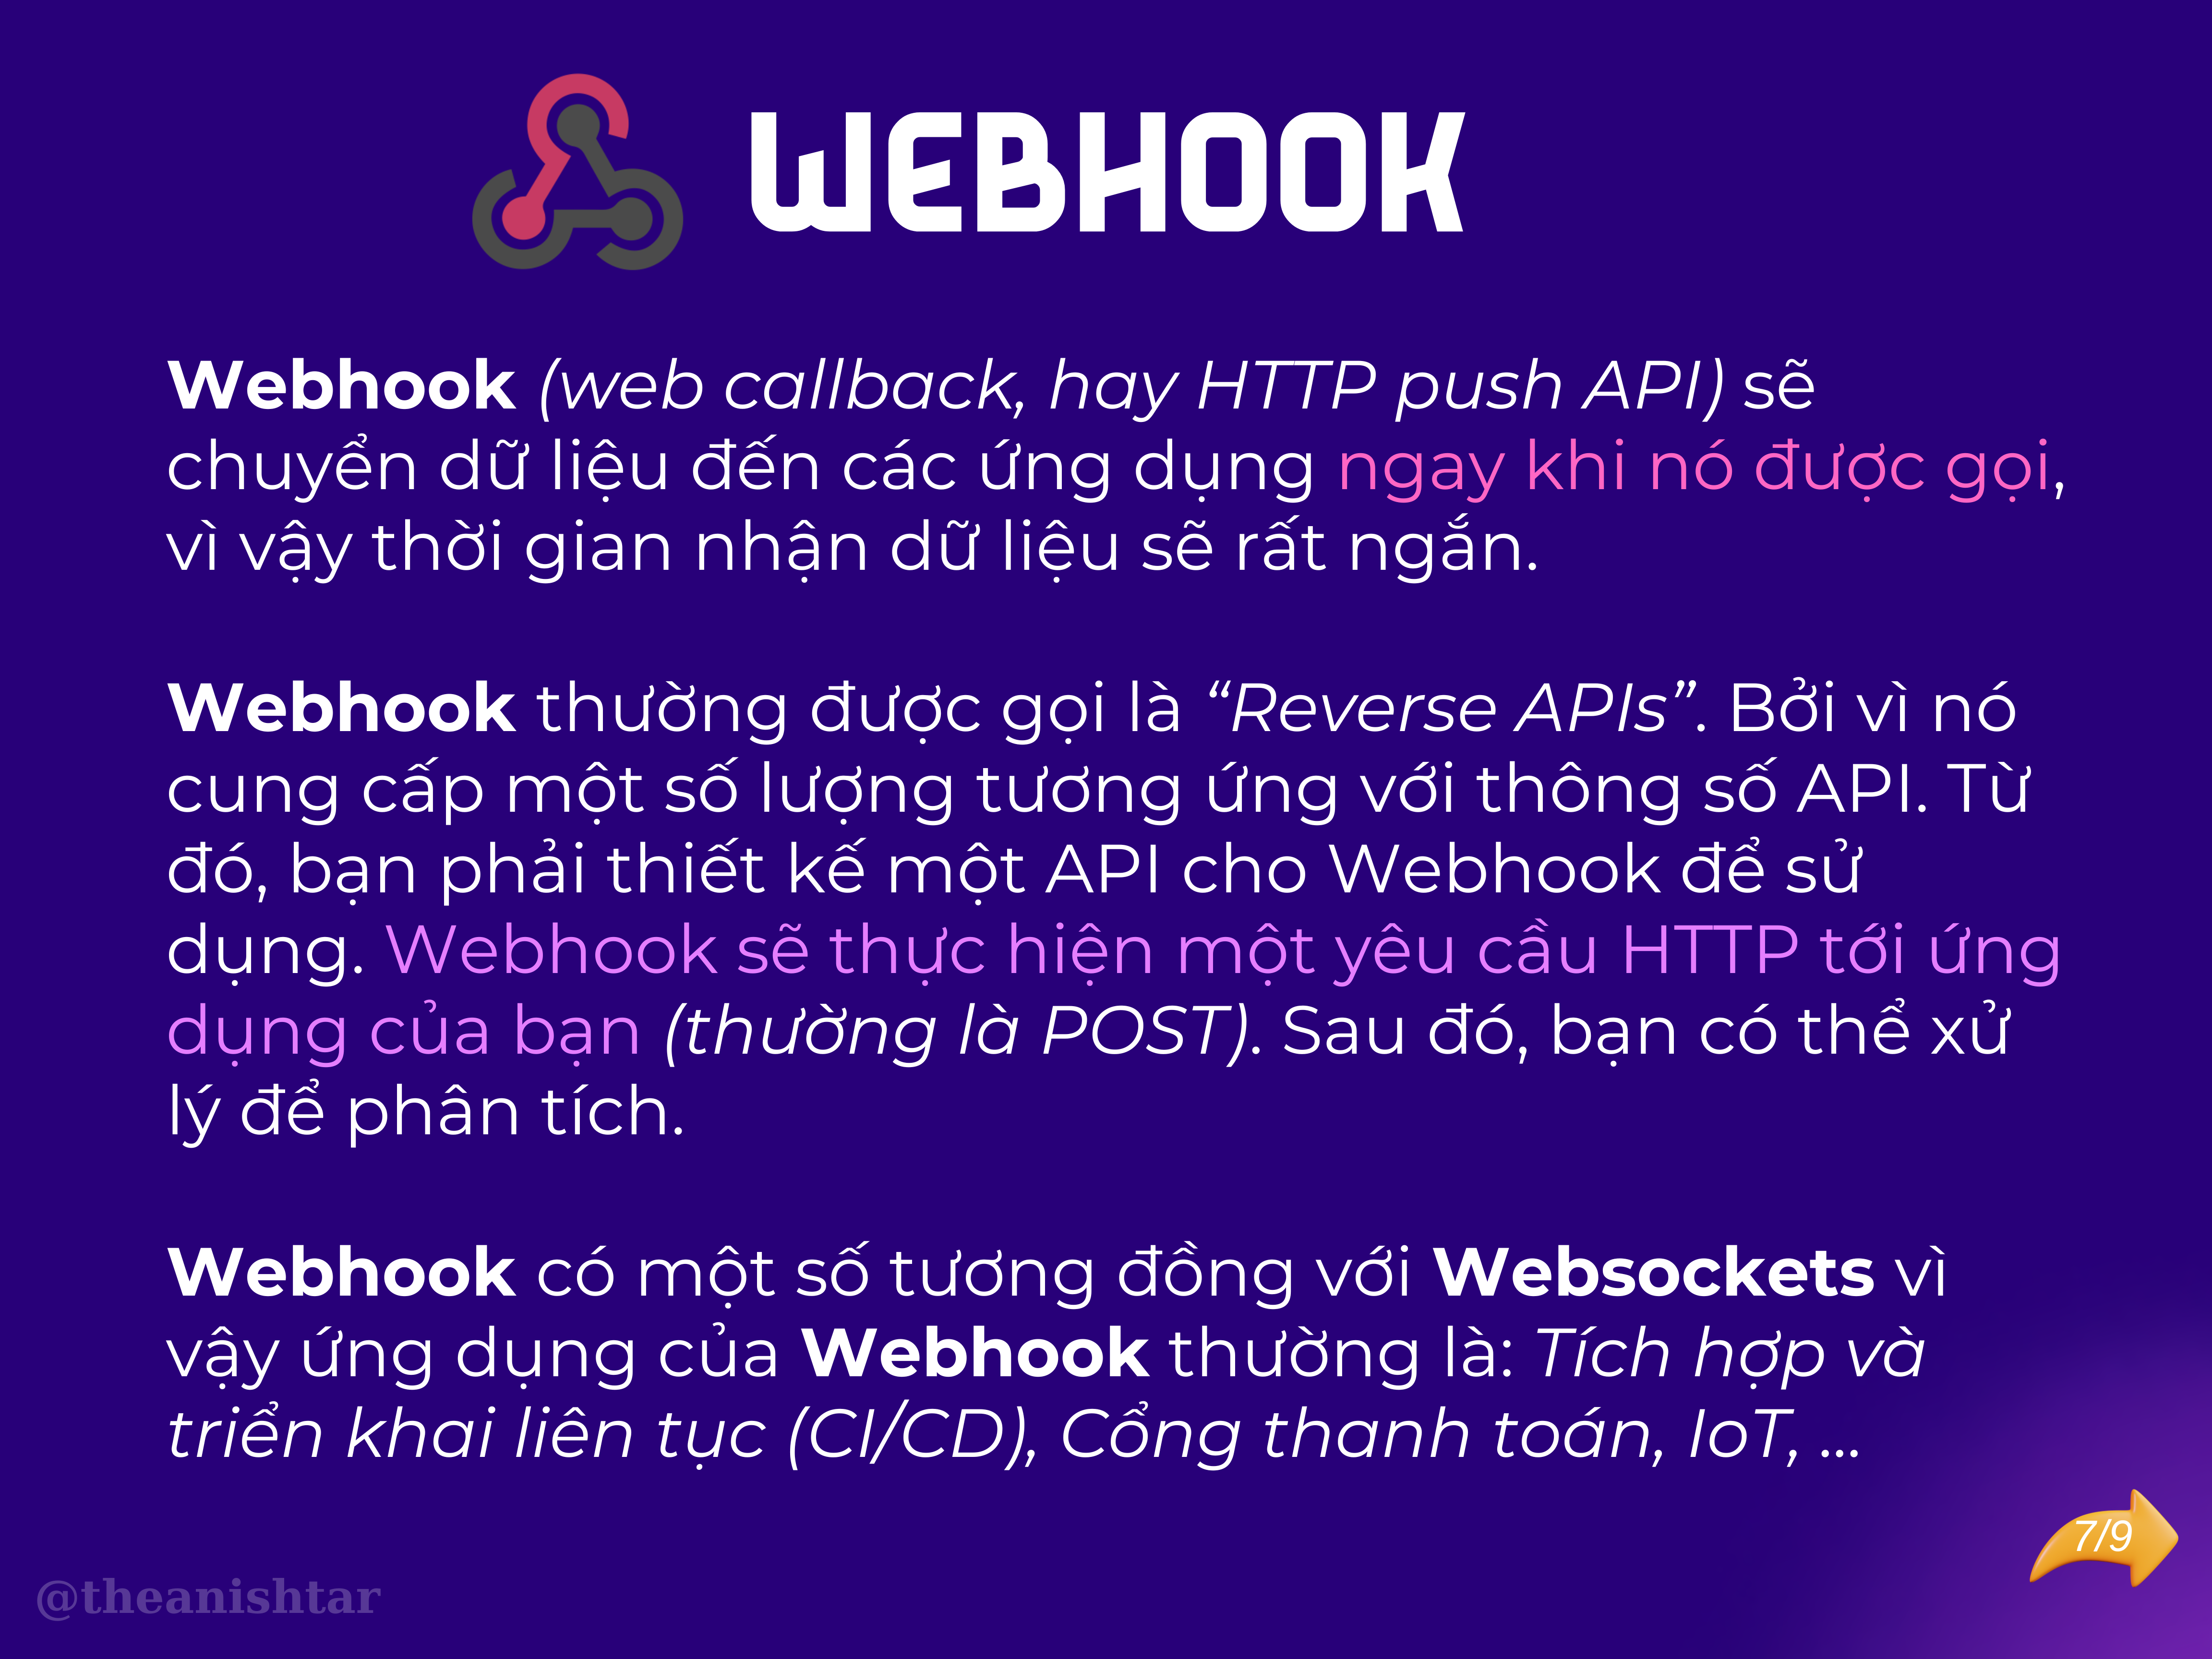 WEBHOOK
Webhook (web callback, hay HTTP push API) sẽ
chuyển dữ liệu đến các ứng dụng ngay khi nó được gọi,
vì vậy thời gian nhận dữ liệu sẽ rất ngắn.
Webhook thường được gọi là “Reverse APIs”. Bởi vì nó
cung cấp một số lượng tương ứng với thông số API. Từ
đó, bạn phải thiết kế một API cho Webhook để sử
dụng. Webhook sẽ thực hiện một yêu cầu HTTP tới ứng
dụng của bạn (thường là POST). Sau đó, bạn có thể xử
lý để phân tích.
Webhook có một số tương đồng với Websockets vì
vậy ứng dụng của Webhook thường là: Tích hợp và
triển khai liên tục (CI/CD), Cổng thanh toán, IoT, ...
7/9
@theanishtar